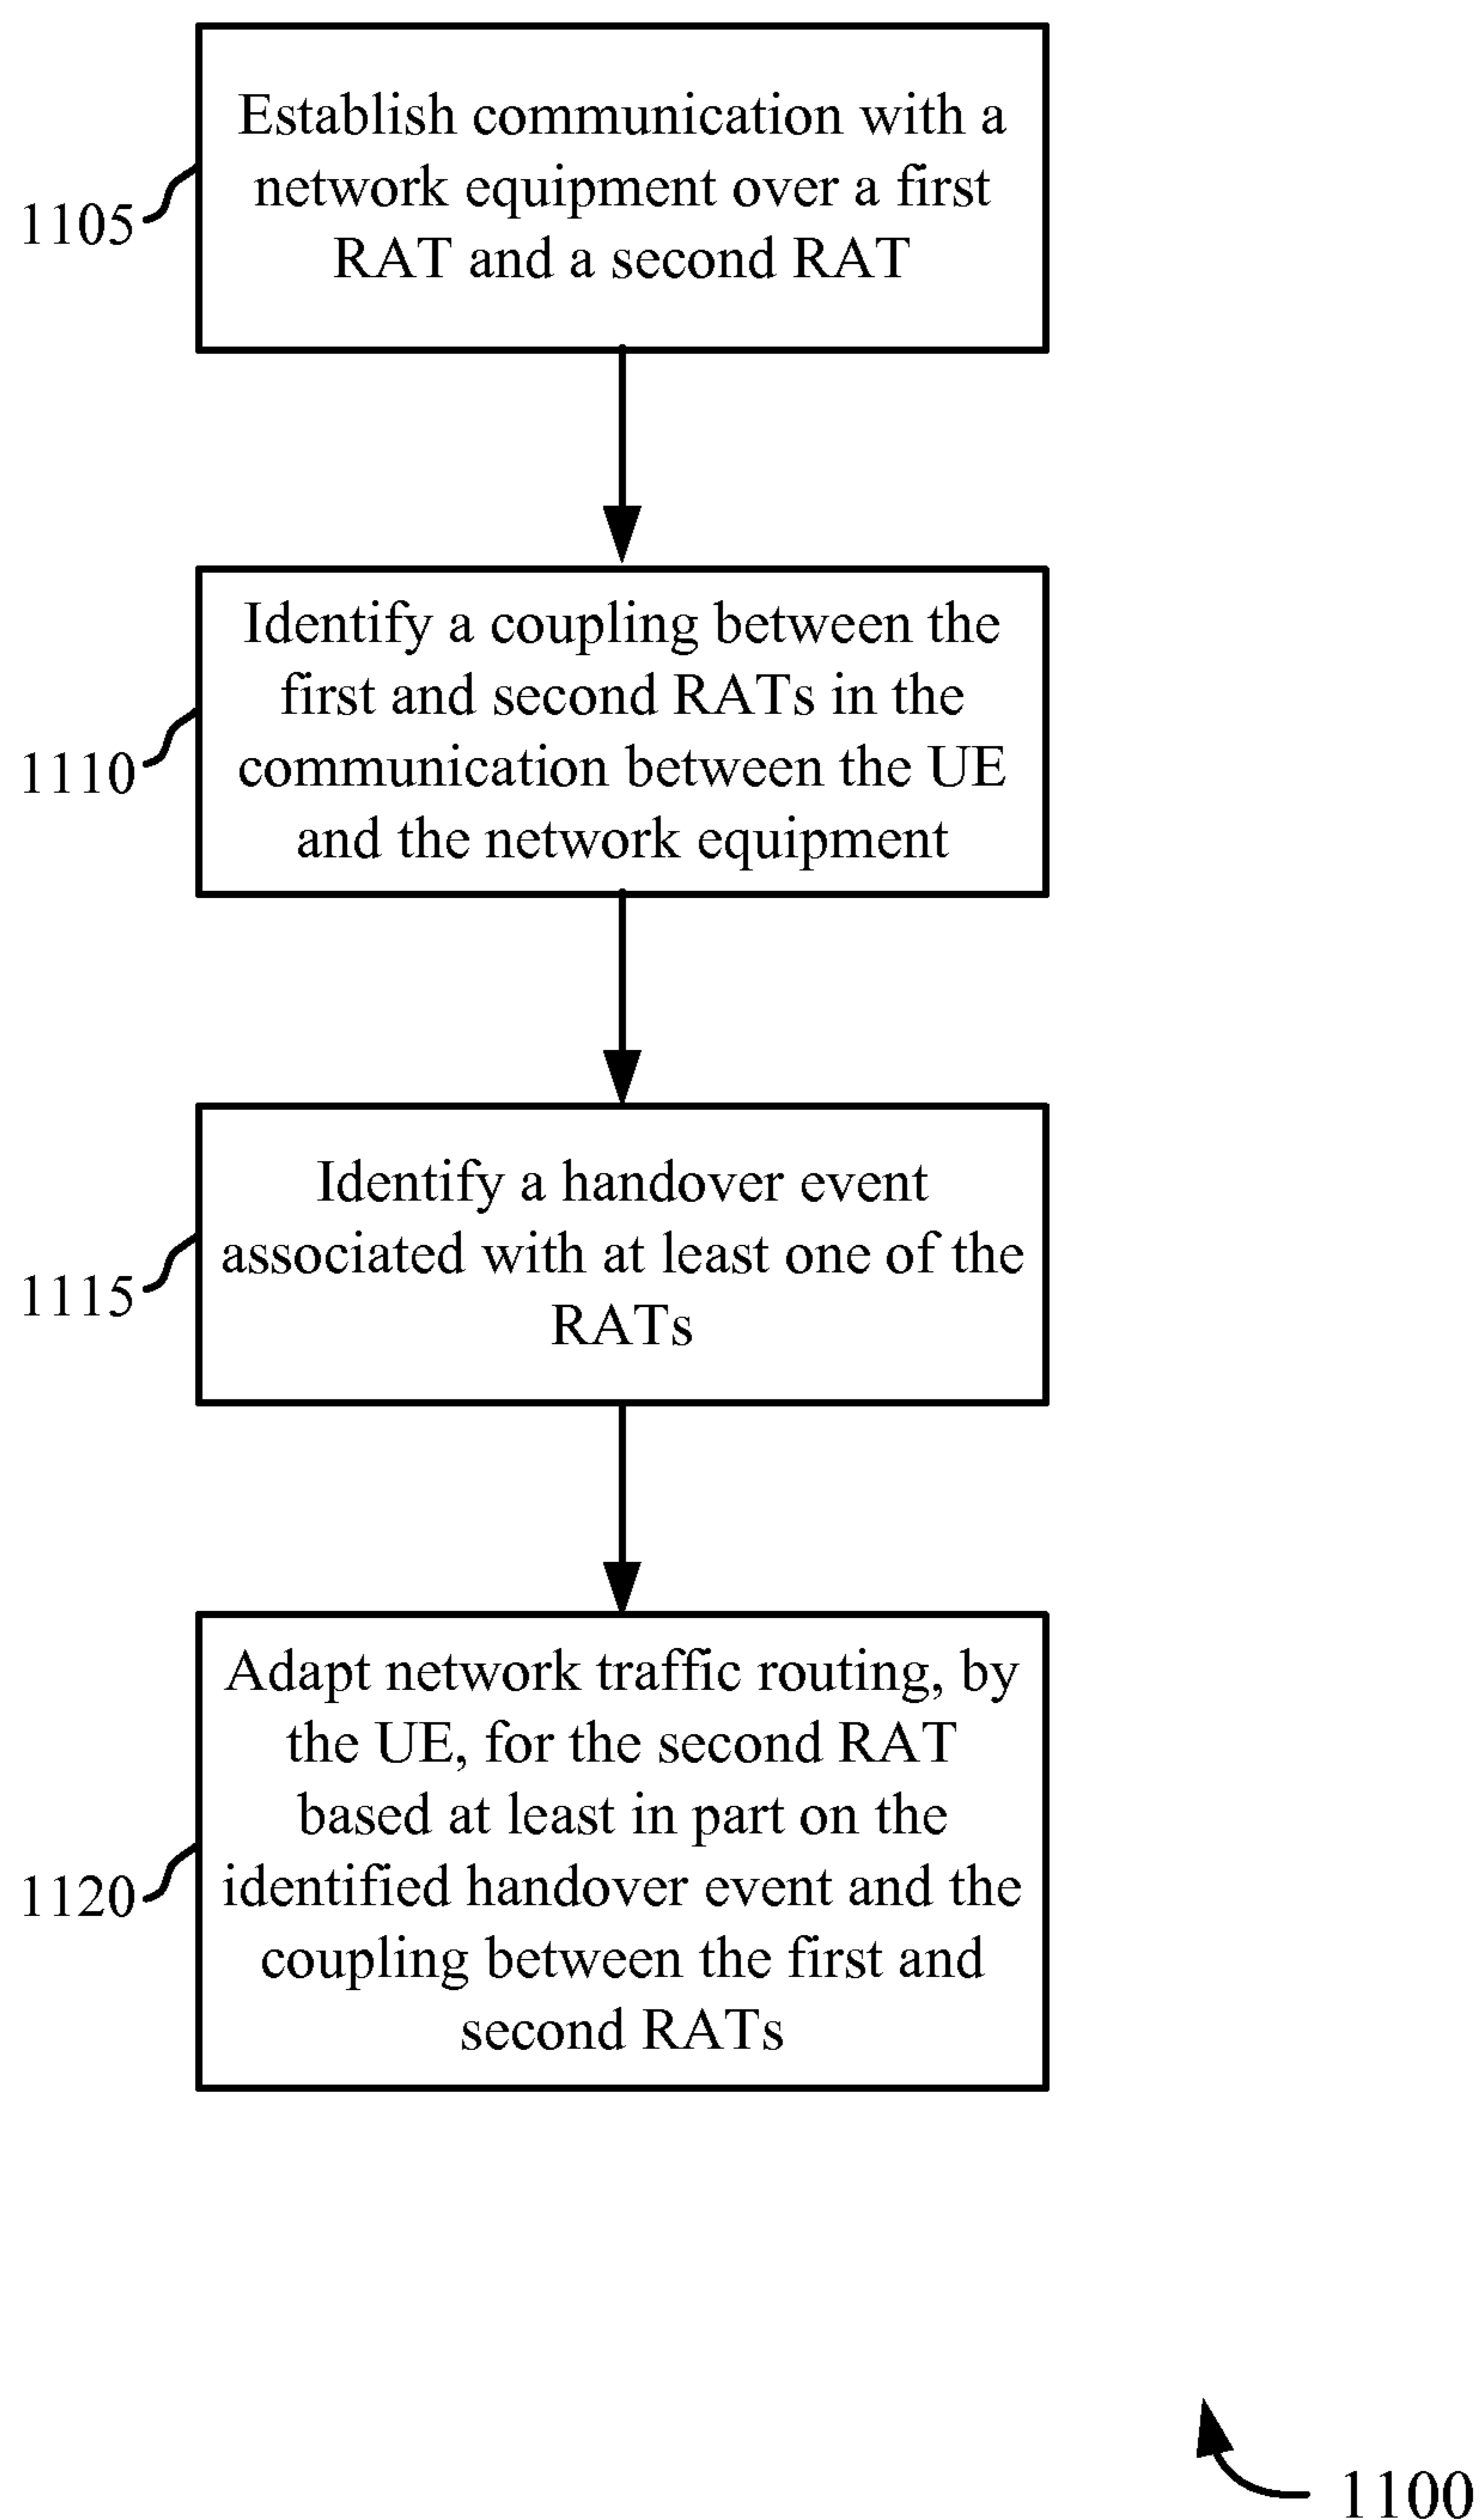 Establish communication with a
network equipment over a first
RAT and a second RAT
1105
Identify a coupling between the
first and second RATs in the
communication between the UE
and the network equipment
1110
Identify a handover event
associated with at least one of the
RATs
1115
Adapt network traffic routing, by
the UE, for the second RAT
based at least in part on the
identified handover event and the
coupling between the first and
second RATs
1120
1100